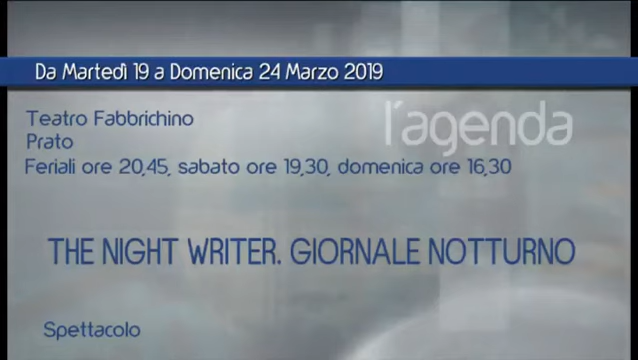 Da Martedì 19 a Domenica 24 Marzo 2019
l'agenda
Teatro Fabbrichino
Prato
Feriali ore 20,45, sabato ore 19,30, domenica ore 16,30
THE NIGHT WRITER. GIORNALE NOTTURNO
Spettacolo